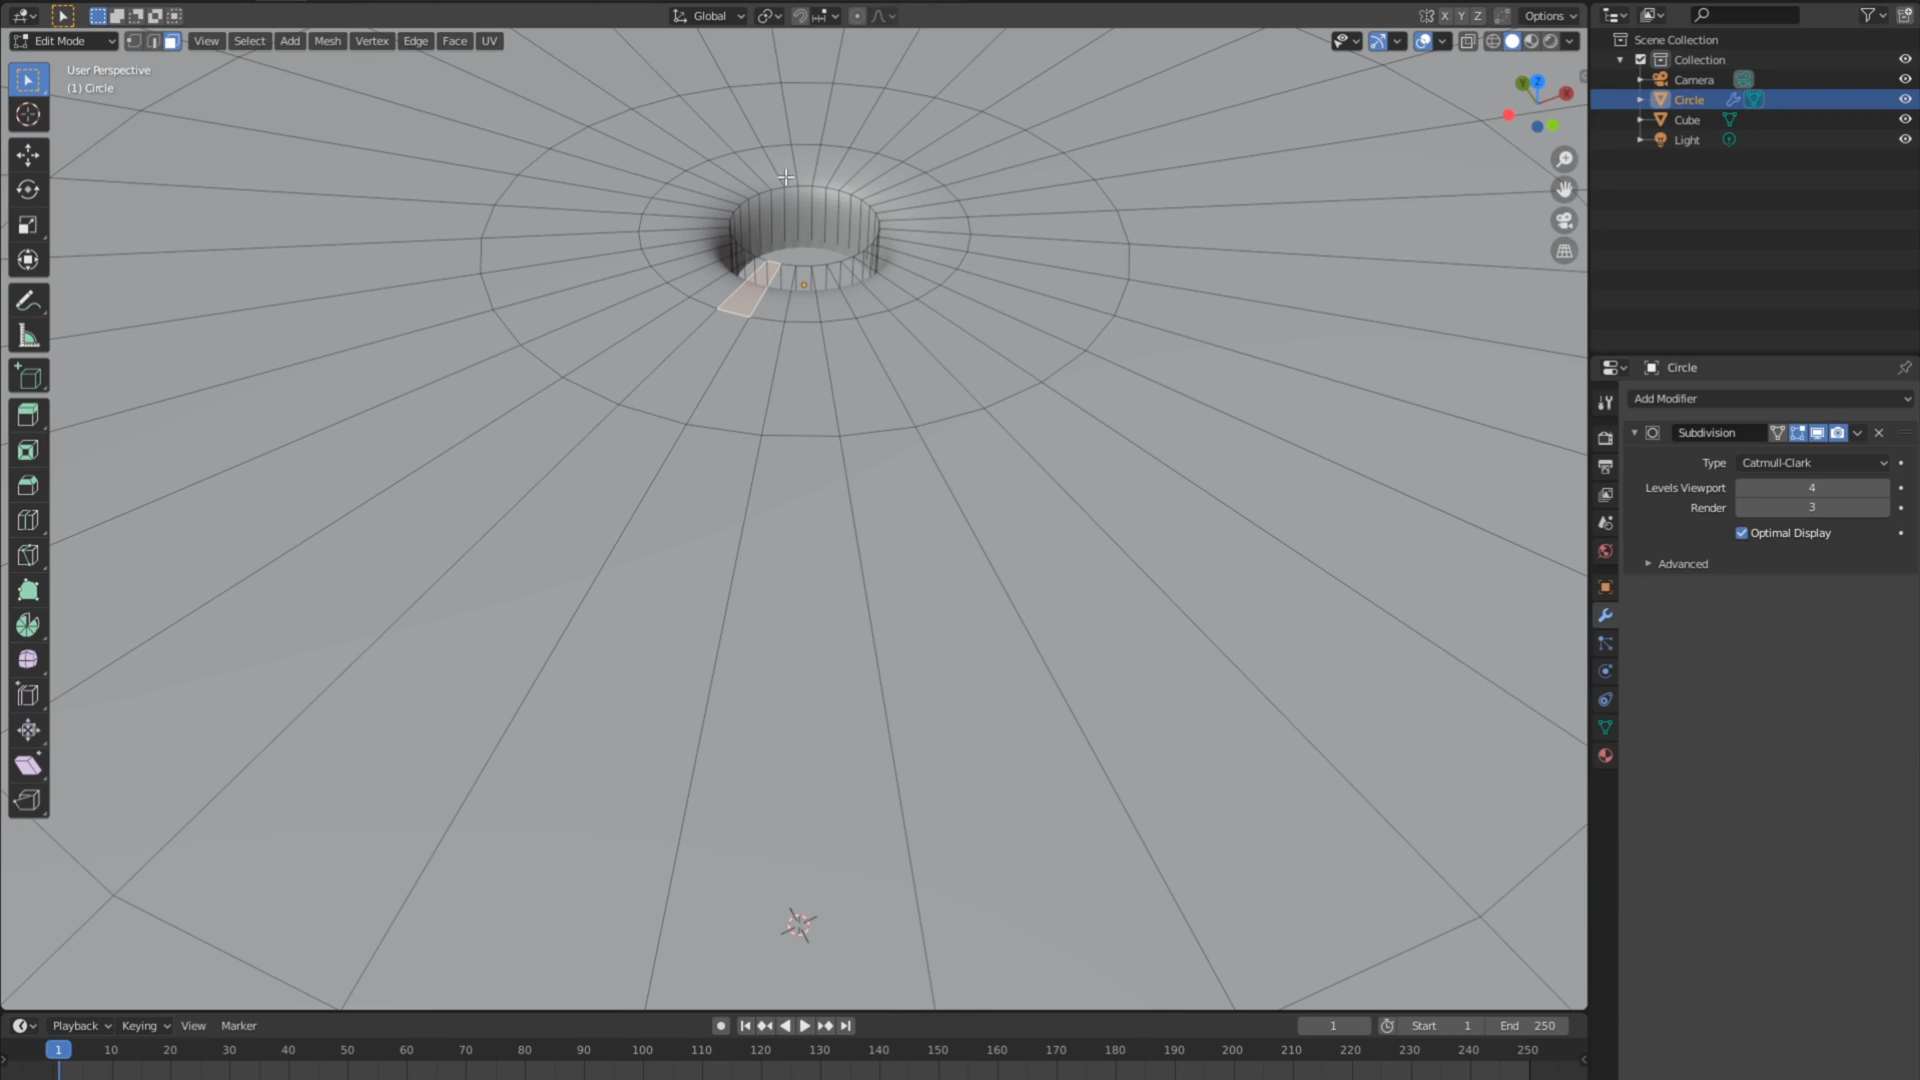 Global
X Y Z
Options
Edit Mode
View Select Add Mesh Vertex Edge Face UV
User Perspective
(1) Circle
Y Z X
Scene Collection
Collection
Camera
Circle
Cube
Light
Circle
Add Modifier
Subdivision
Type Catmull-Clark
Levels Viewport 4
Render 3
Optimal Display
Advanced
Playback Keying View Marker
1 Start 1 End 250
1 10 20 30 40 50 60 70 80 90 100 110 120 130 140 150 160 170 180 190 200 210 220 230 240 250